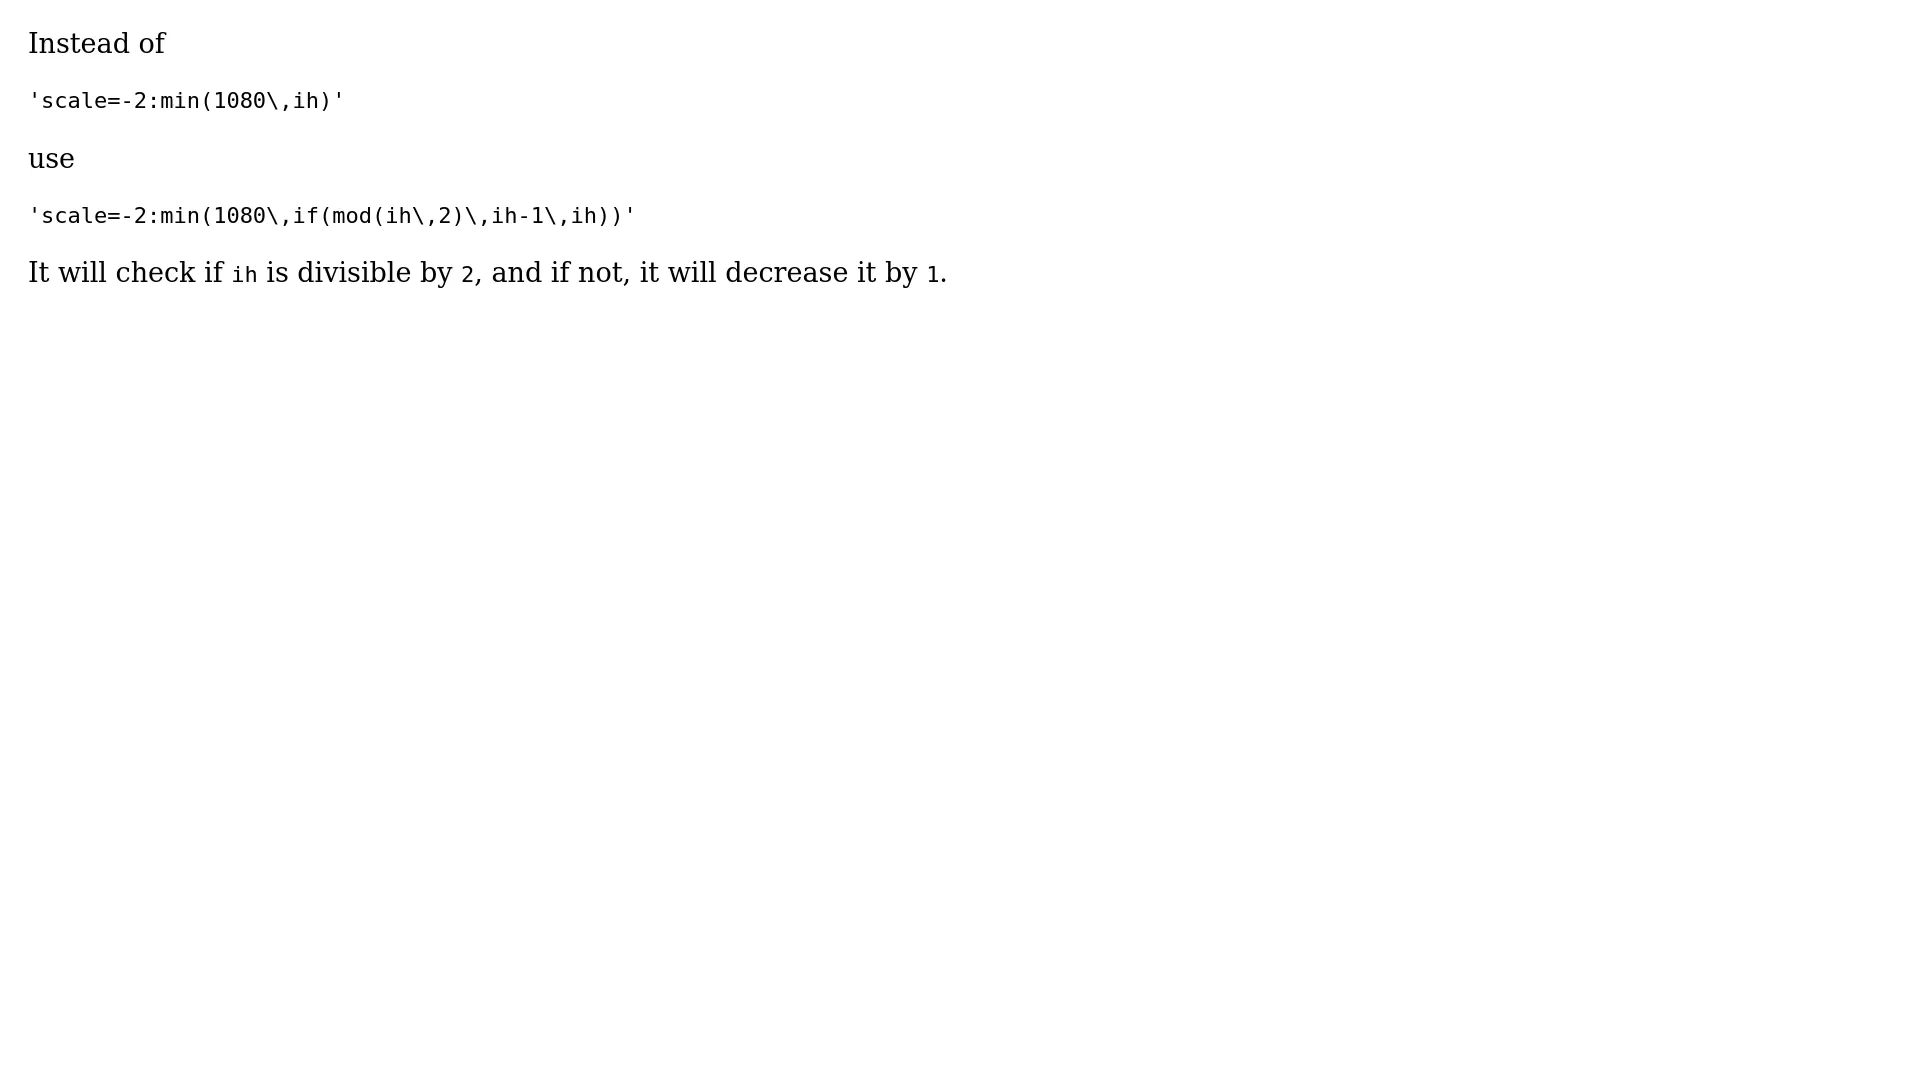 Instead of
'scale=-2:min(1080\,ih)'
use
'scale=-2:min(1080\,if(mod(ih\,2)\,ih-1\,ih))'
It will check if ih is divisible by 2, and if not, it will decrease it by 1.